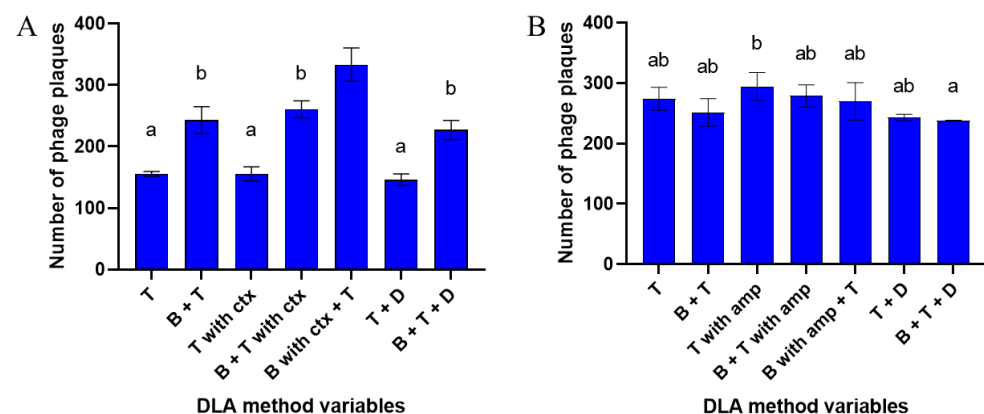 A
Number of phage plaques
400
300
200
100
0
a
b
a
b
a
b
T
B + T
T with ctx
B + T with ctx
B with ctx + T
T + D
B + T + D
DLA method variables
B
Number of phage plaques
400
300
200
100
0
ab
ab
b
ab
ab
ab
a
T
B + T
T with amp
B + T with amp
B with amp + T
T + D
B + T + D
DLA method variables